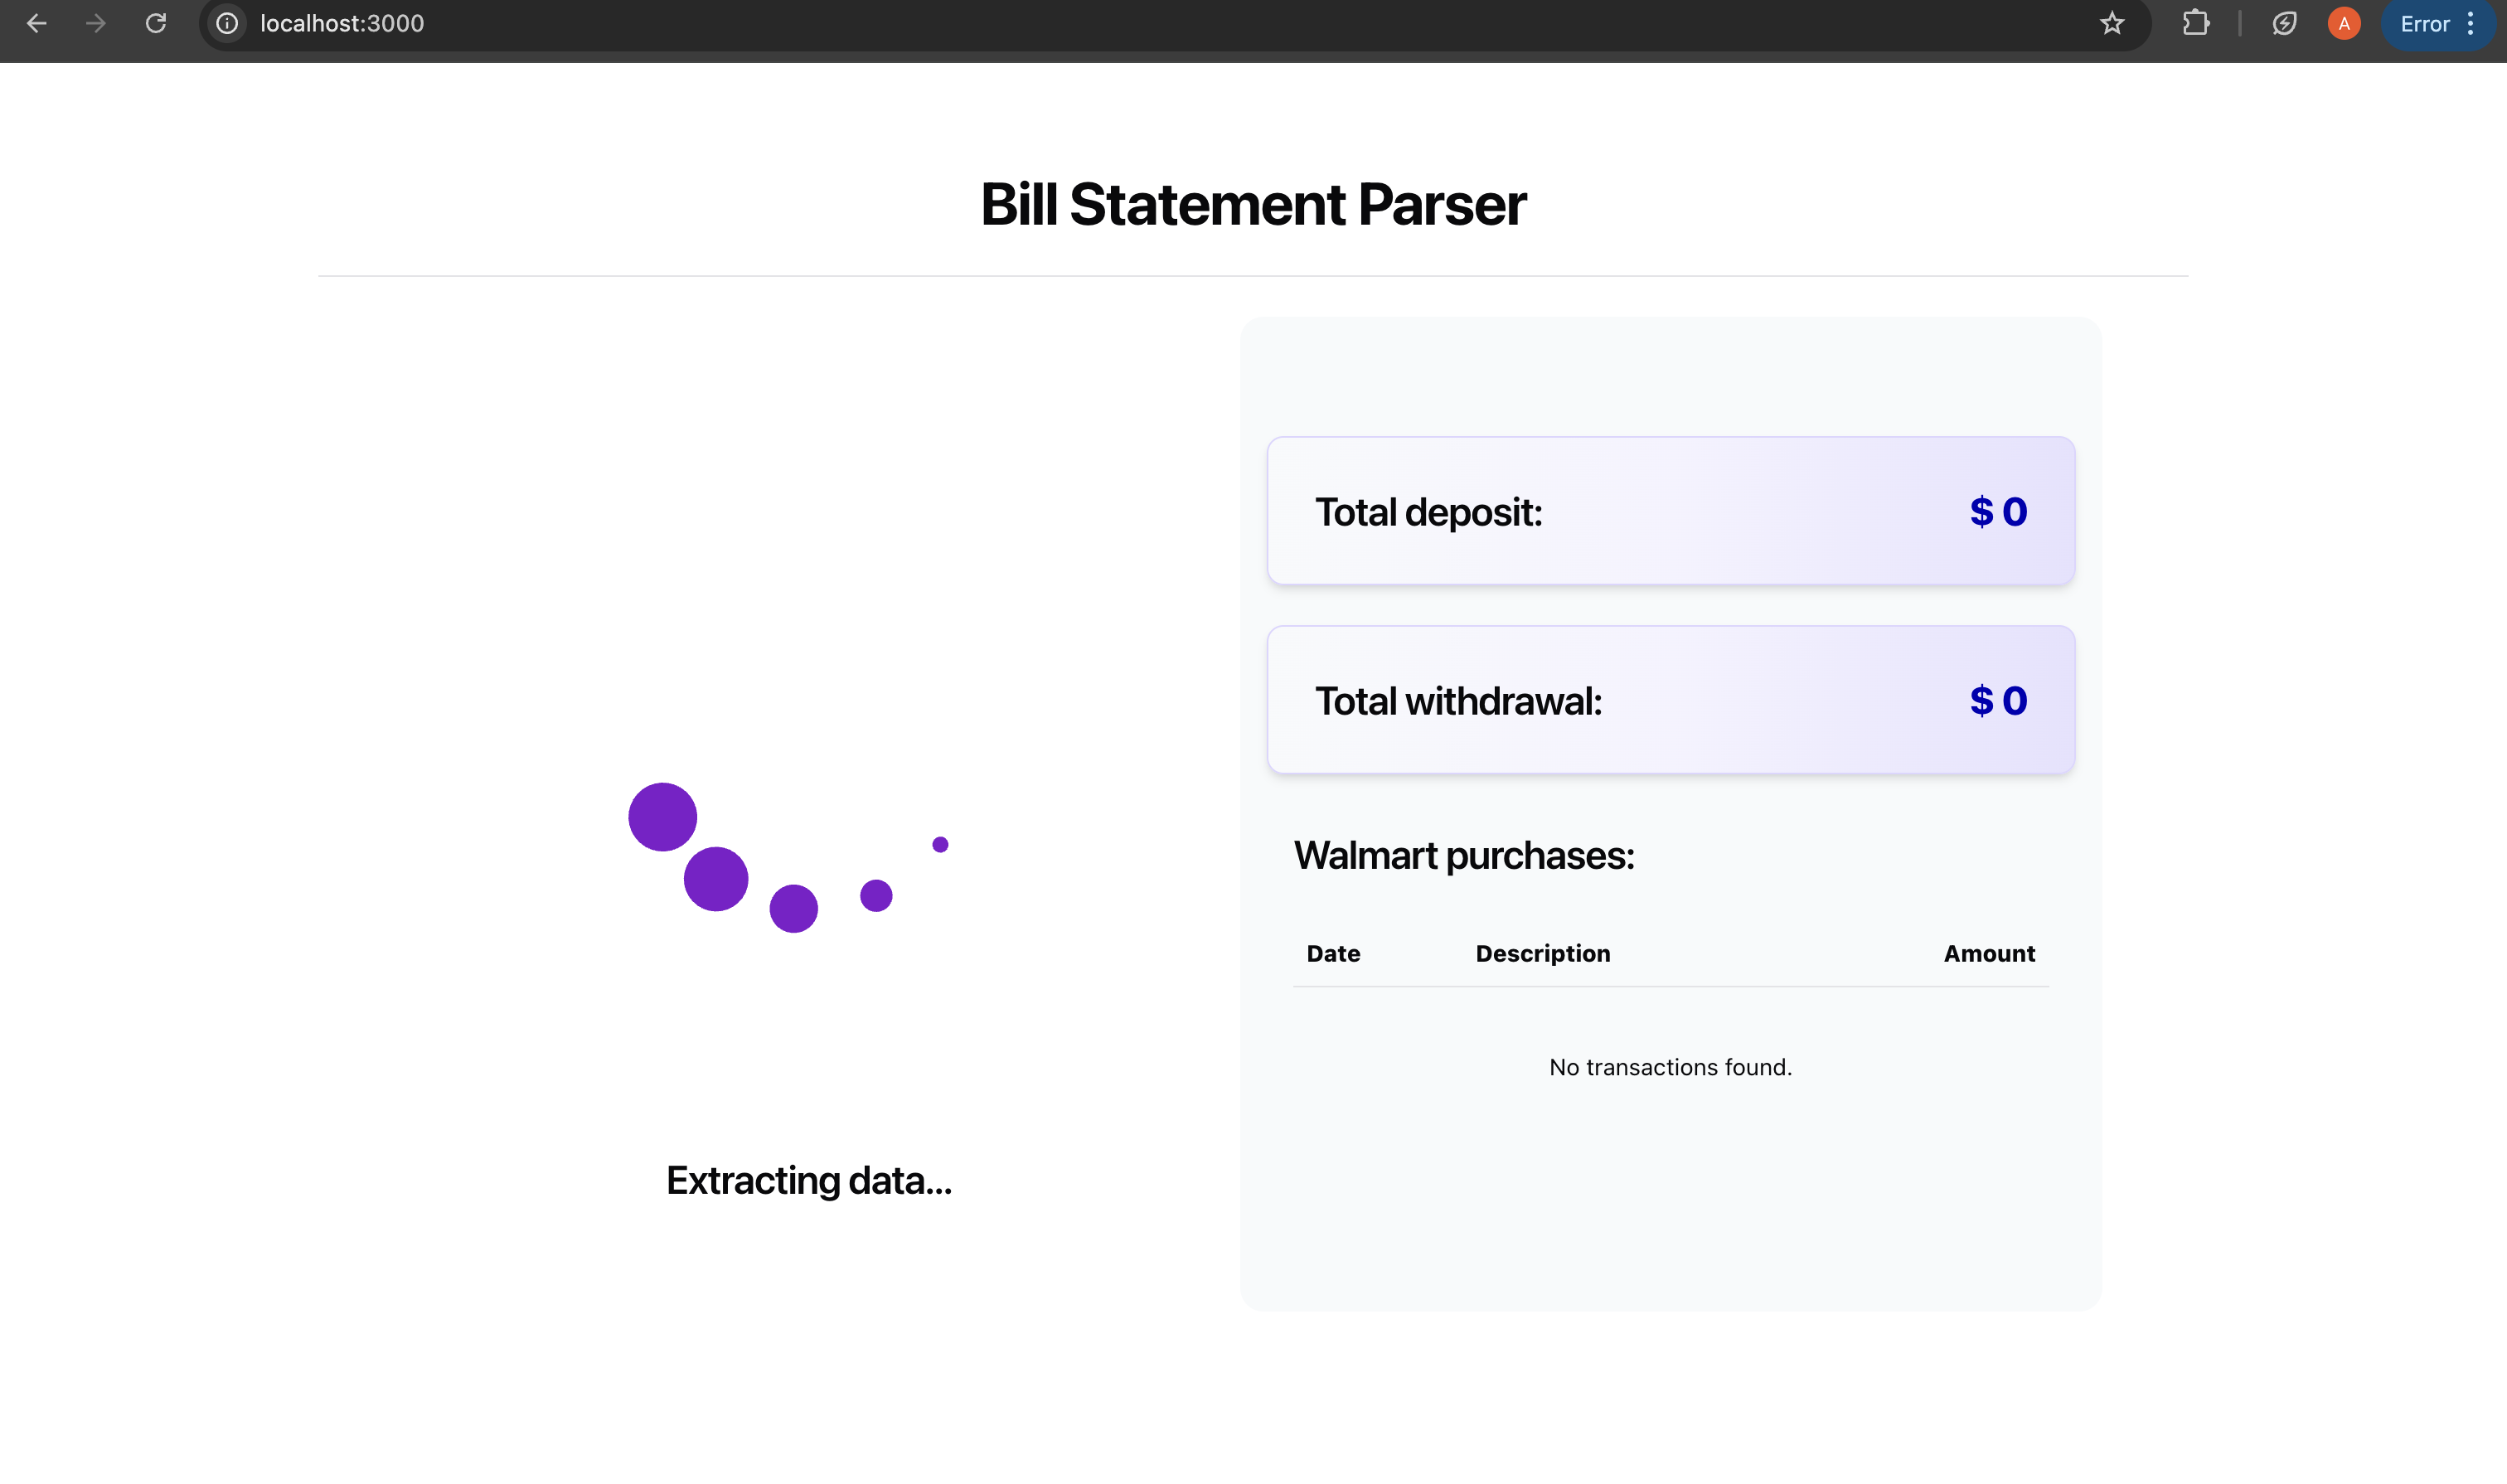 localhost:3000
A
Error
Bill Statement Parser
Total deposit:
$ 0
Total withdrawal:
$ 0
Walmart purchases:
Date Description Amount
No transactions found.
Extracting data...